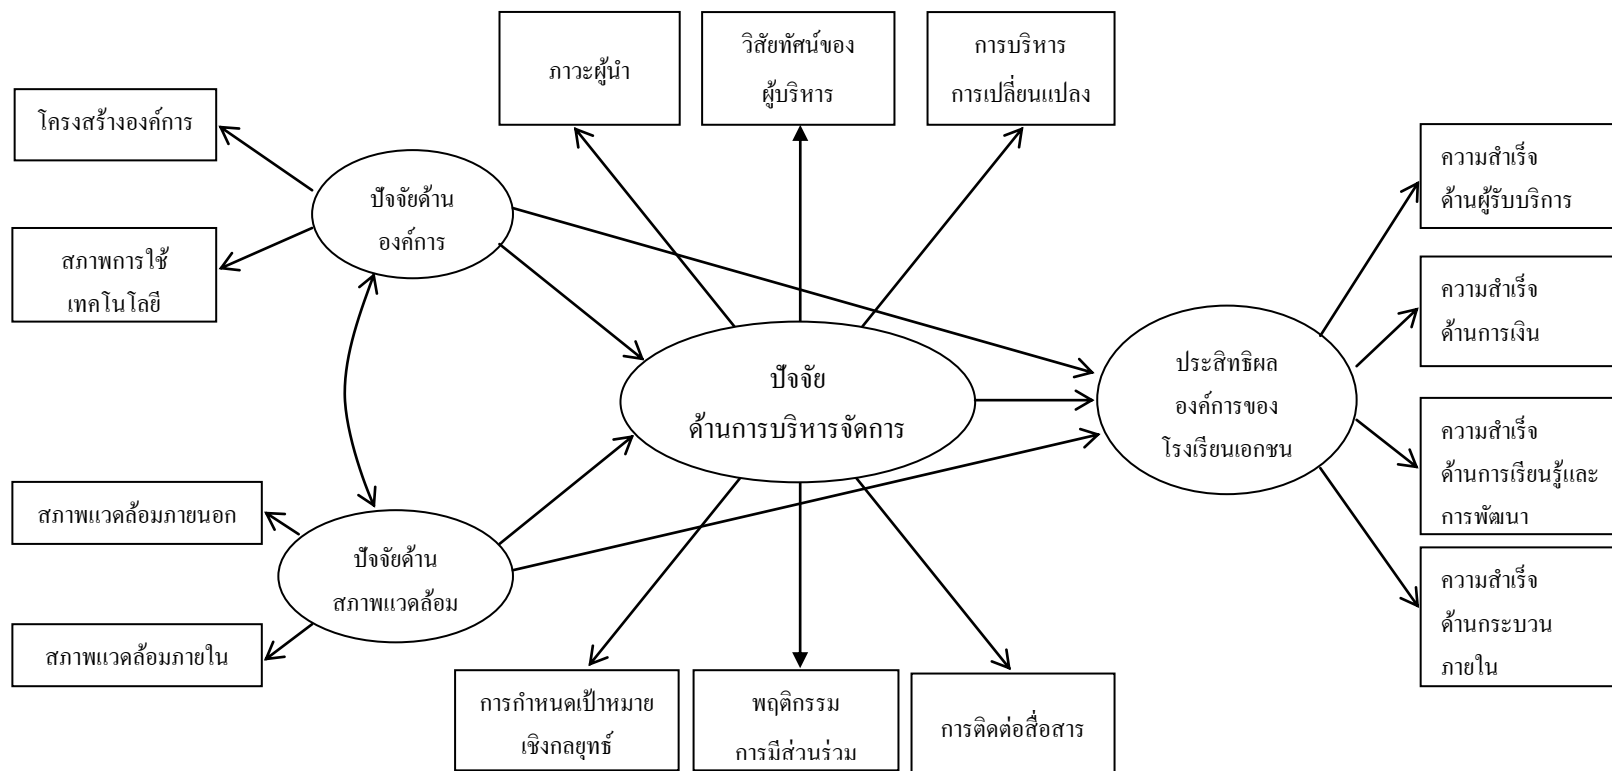 ภาวะผู้นำ
วิสัยทัศน์ของ
ผู้บริหาร
การบริหาร
การเปลี่ยนแปลง
โครงสร้างองค์การ
สภาพการใช้
เทคโนโลยี
ปัจจัยด้าน
องค์การ
ปัจจัย
ด้านการบริหารจัดการ
ประสิทธิผล
องค์การของ
โรงเรียนเอกชน
ความสำเร็จ
ด้านผู้รับบริการ
ความสำเร็จ
ด้านการเงิน
ความสำเร็จ
ด้านการเรียนรู้และ
การพัฒนา
ความสำเร็จ
ด้านกระบวน
ภายใน
สภาพแวดล้อมภายนอก
ปัจจัยด้าน
สภาพแวดล้อม
สภาพแวดล้อมภายใน
การกำหนดเป้าหมาย
เชิงกลยุทธ์
พฤติกรรม
การมีส่วนร่วม
การติดต่อสื่อสาร